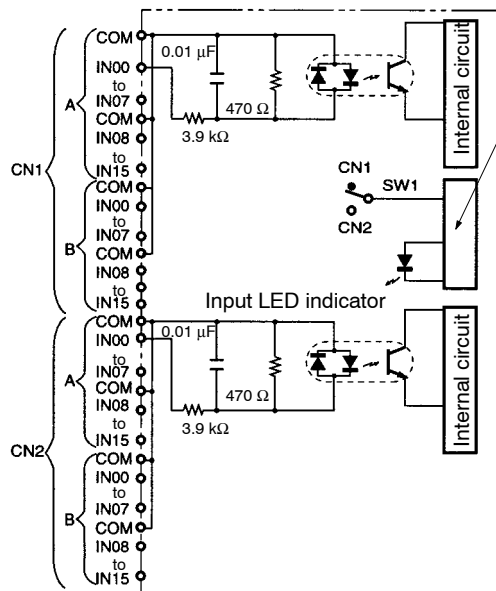 COM
0.01 μF
IN00
to
A
IN07
470 Ω
COM
IN08
3.9 kΩ
to
IN15
Internal circuit
CN1
COM
CN1
SW1
IN00
CN2
to
B
IN07
COM
IN08
to
IN15
Input LED indicator
COM
0.01 μF
IN00
to
A
IN07
470 Ω
COM
IN08
3.9 kΩ
to
IN15
Internal circuit
CN2
COM
IN00
to
B
IN07
COM
IN08
to
IN15